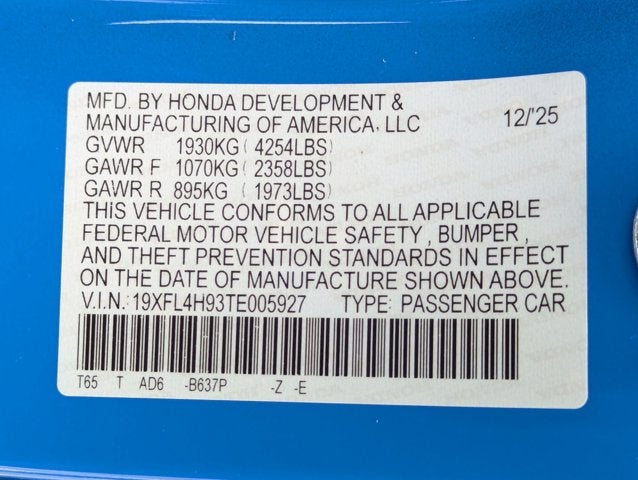 MFD. BY HONDA DEVELOPMENT &
MANUFACTURING OF AMERICA, LLC 12/'25
GVWR 1930KG ( 4254LBS)
GAWR F 1070KG ( 2358LBS)
GAWR R 895KG ( 1973LBS)
THIS VEHICLE CONFORMS TO ALL APPLICABLE
FEDERAL MOTOR VEHICLE SAFETY , BUMPER ,
AND THEFT PREVENTION STANDARDS IN EFFECT
ON THE DATE OF MANUFACTURE SHOWN ABOVE.
V.I.N.: 19XFL4H93TE005927 TYPE: PASSENGER CAR
T65 T AD6 -B637P -Z -E